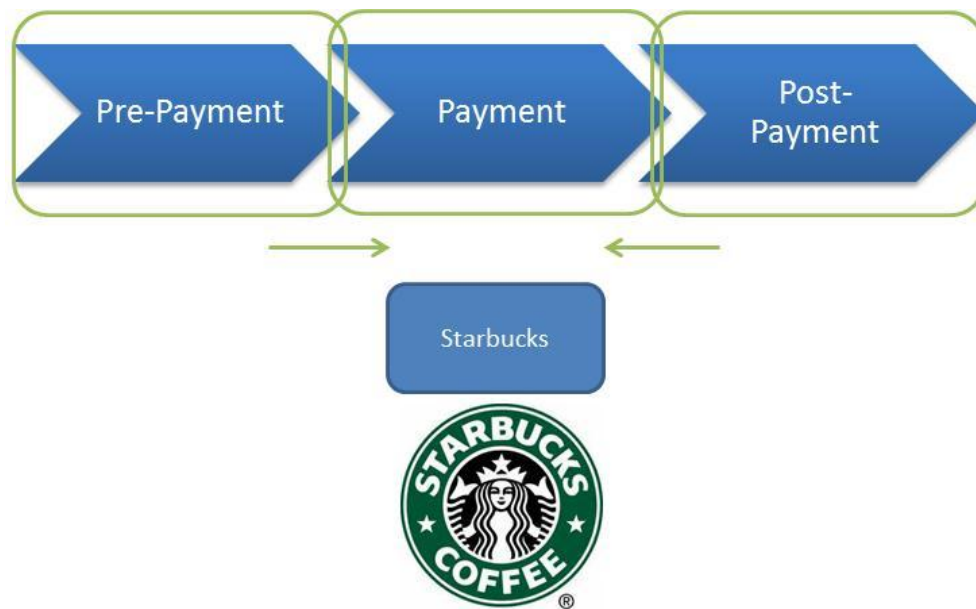 Pre-Payment
Payment
Post-
Payment
Starbucks
STARBUCKS
COFFEE
®